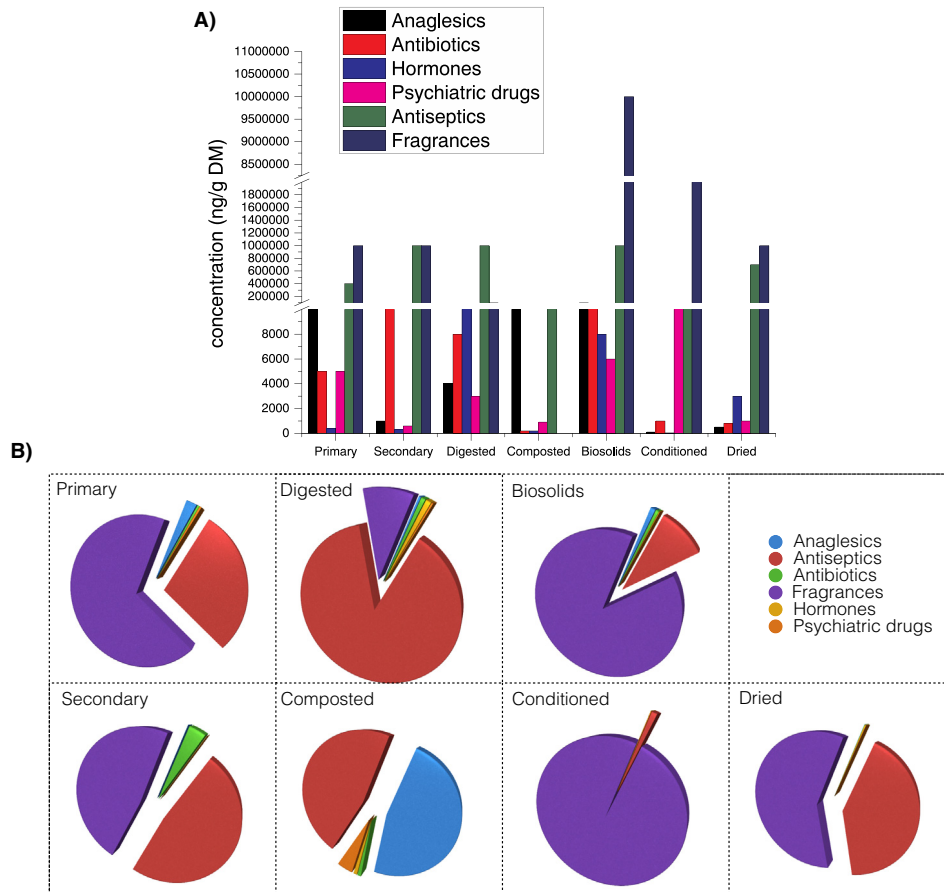 A)
Anaglesics
Antibiotics
Hormones
Psychiatric drugs
Antiseptics
Fragrances
concentration (ng/g DM)
11000000
10500000
10000000
9500000
9000000
8500000
1800000
1600000
1400000
1200000
1000000
800000
600000
400000
200000
8000
6000
4000
2000
0
Primary Secondary Digested Composted Biosolids Conditioned Dried
B)
Primary Digested Biosolids
Anaglesics
Antiseptics
Antibiotics
Fragrances
Hormones
Psychiatric drugs
Secondary Composted Conditioned Dried